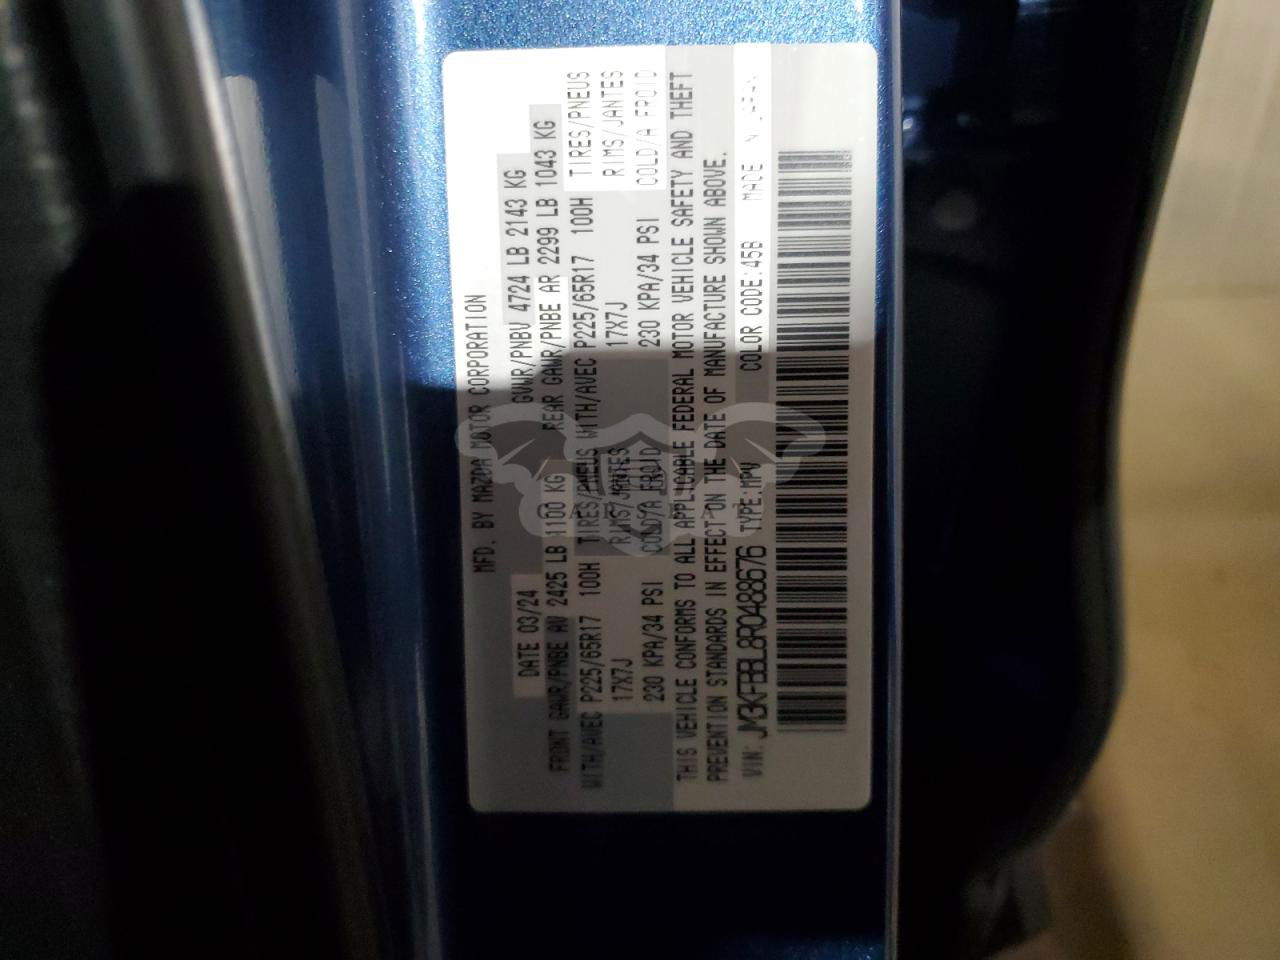 MFD. BY MAZDA MOTOR CORPORATION
DATE 03/24 GVWR/PNBV 4724 LB 2143 KG
FRONT GAWR/PNBE AV 2425 LB 1100 KG REAR GAWR/PNBE AR 2299 LB 1043 KG
WITH/AVEC P225/65R17 100H TIRES/PNEUS WITH/AVEC P225/65R17 100H TIRES/PNEUS
17X7J RIMS/JANTES 17X7J RIMS/JANTES
230 KPA/34 PSI COLD/A FROID 230 KPA/34 PSI COLD/A FROID
THIS VEHICLE CONFORMS TO ALL APPLICABLE FEDERAL MOTOR VEHICLE SAFETY AND THEFT
PREVENTION STANDARDS IN EFFECT ON THE DATE OF MANUFACTURE SHOWN ABOVE.
VIN: JM3KFBBL8R0488676 TYPE:MPV COLOR CODE:45B MADE IN JAPAN